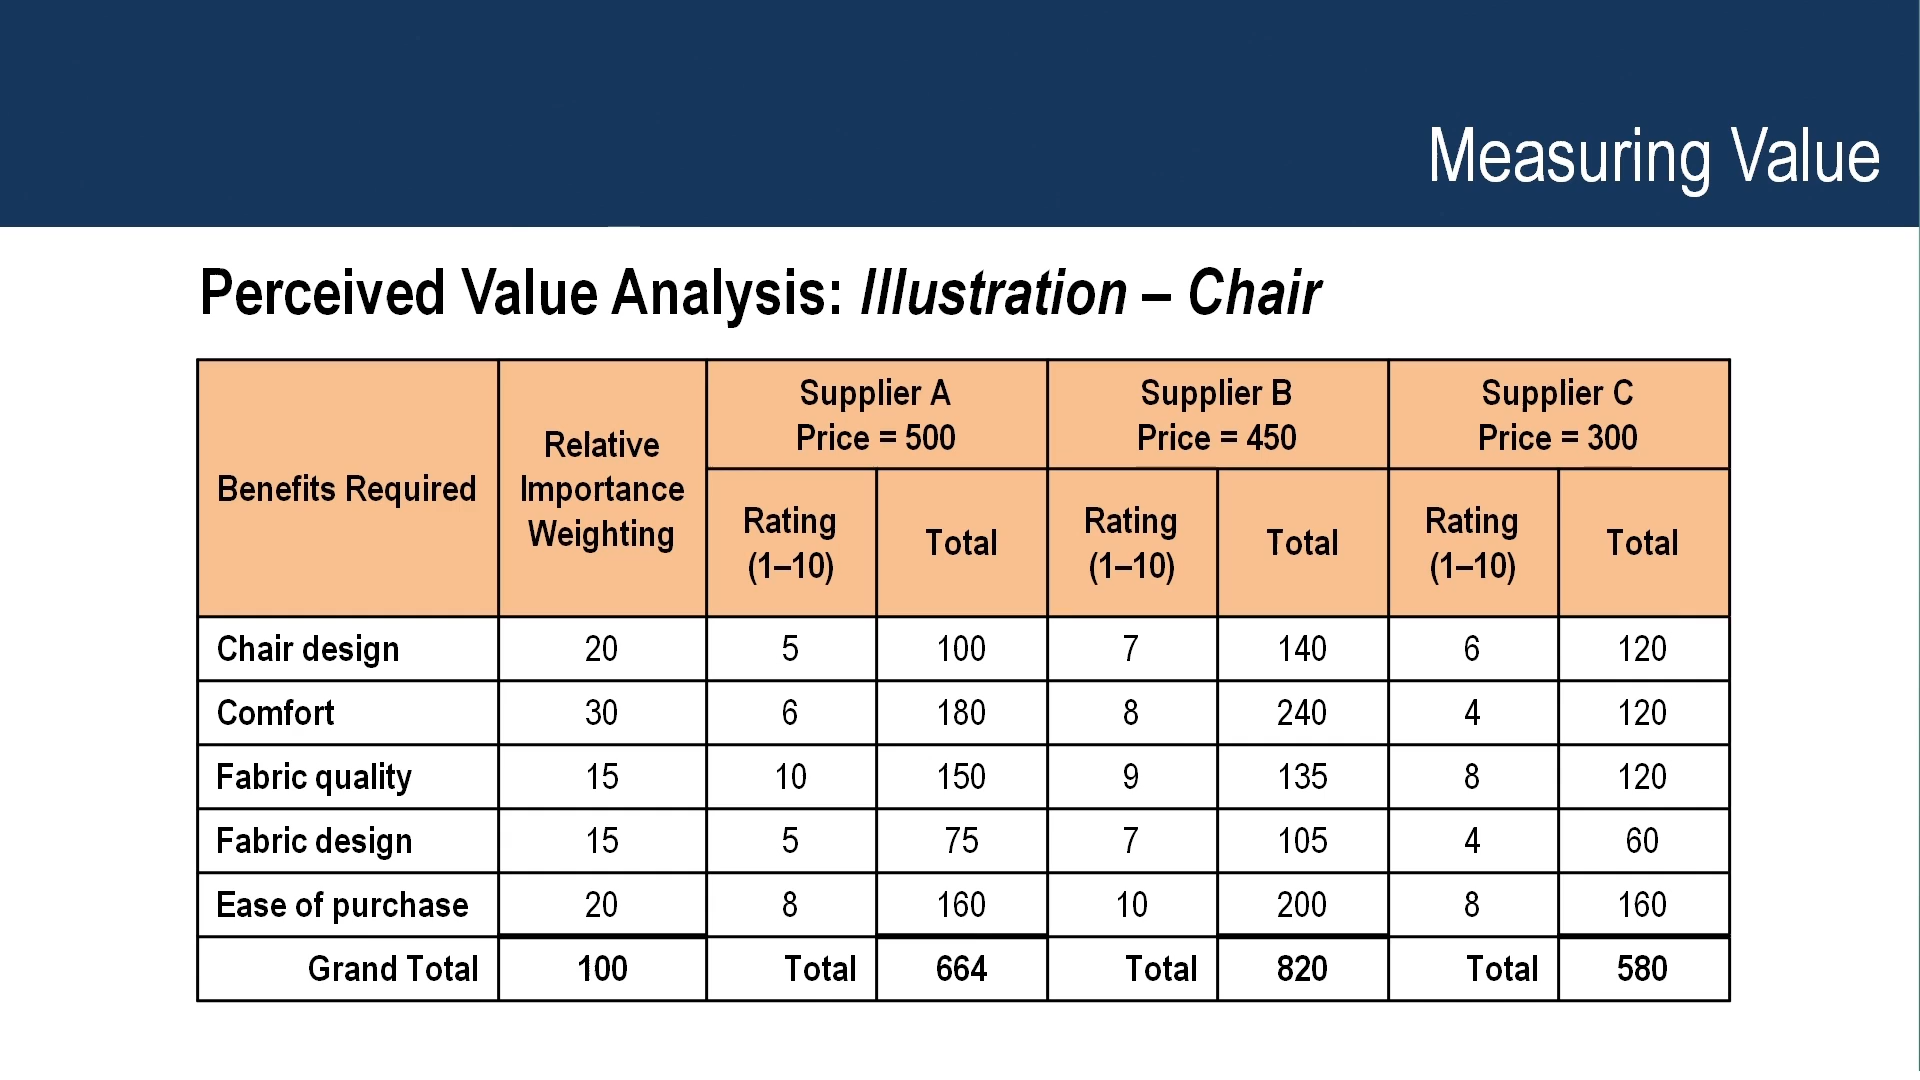 Measuring Value
Perceived Value Analysis: Illustration – Chair
Benefits Required
Relative
Importance
Weighting
Supplier A
Price = 500
Supplier B
Price = 450
Supplier C
Price = 300
Rating
(1–10)
Total
Rating
(1–10)
Total
Rating
(1–10)
Total
Chair design 20 5 100 7 140 6 120
Comfort 30 6 180 8 240 4 120
Fabric quality 15 10 150 9 135 8 120
Fabric design 15 5 75 7 105 4 60
Ease of purchase 20 8 160 10 200 8 160
Grand Total 100 Total 664 Total 820 Total 580